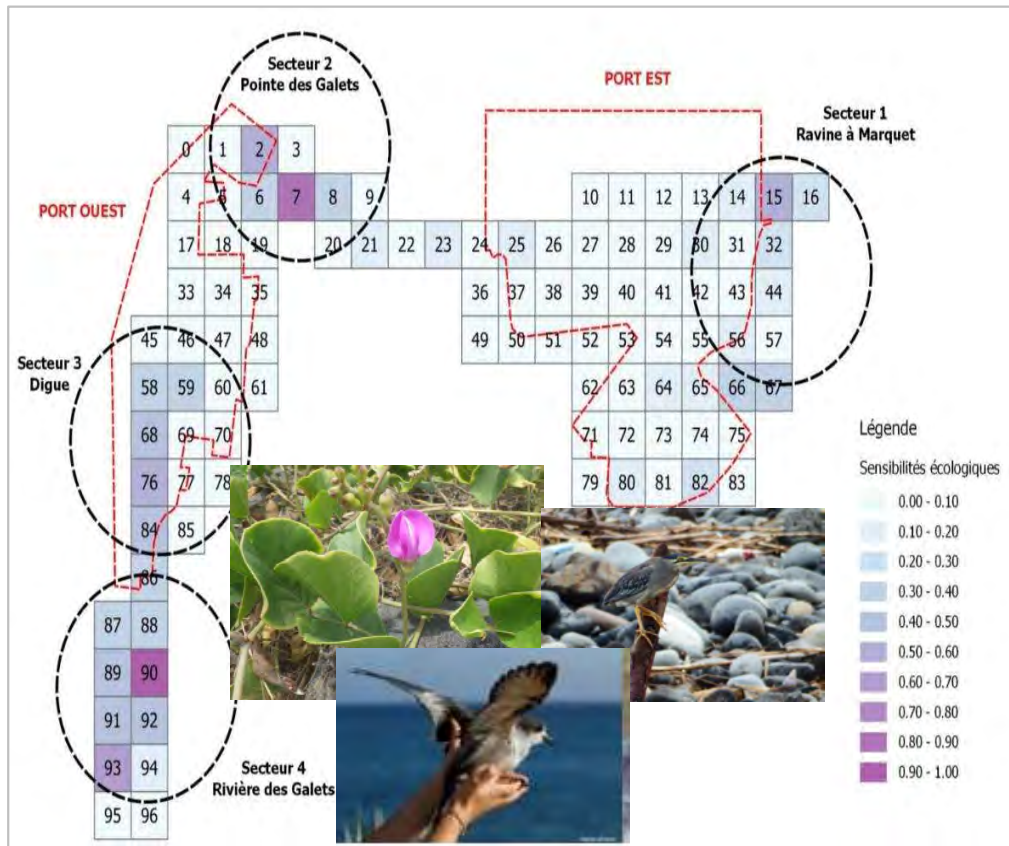 Secteur 2
Pointe des Galets
PORT EST
Secteur 1
Ravine à Marquet
0 1 2 3
PORT OUEST
4 5 6 7 8 9
10 11 12 13 14 15 16
17 18 19
20 21 22 23 24 25 26 27 28 29 30 31 32
33 34 35
36 37 38 39 40 41 42 43 44
45 46 47 48
49 50 51 52 53 54 55 56 57
Secteur 3
Digue
58 59 60 61
62 63 64 65 66 67
68 69 70
71 72 73 74 75
76 77 78
79 80 81 82 83
84 85
86
87 88
89 90
91 92
93 94
95 96
Secteur 4
Rivière des Galets
Légende
Sensibilités écologiques
0.00 - 0.10
0.10 - 0.20
0.20 - 0.30
0.30 - 0.40
0.40 - 0.50
0.50 - 0.60
0.60 - 0.70
0.70 - 0.80
0.80 - 0.90
0.90 - 1.00